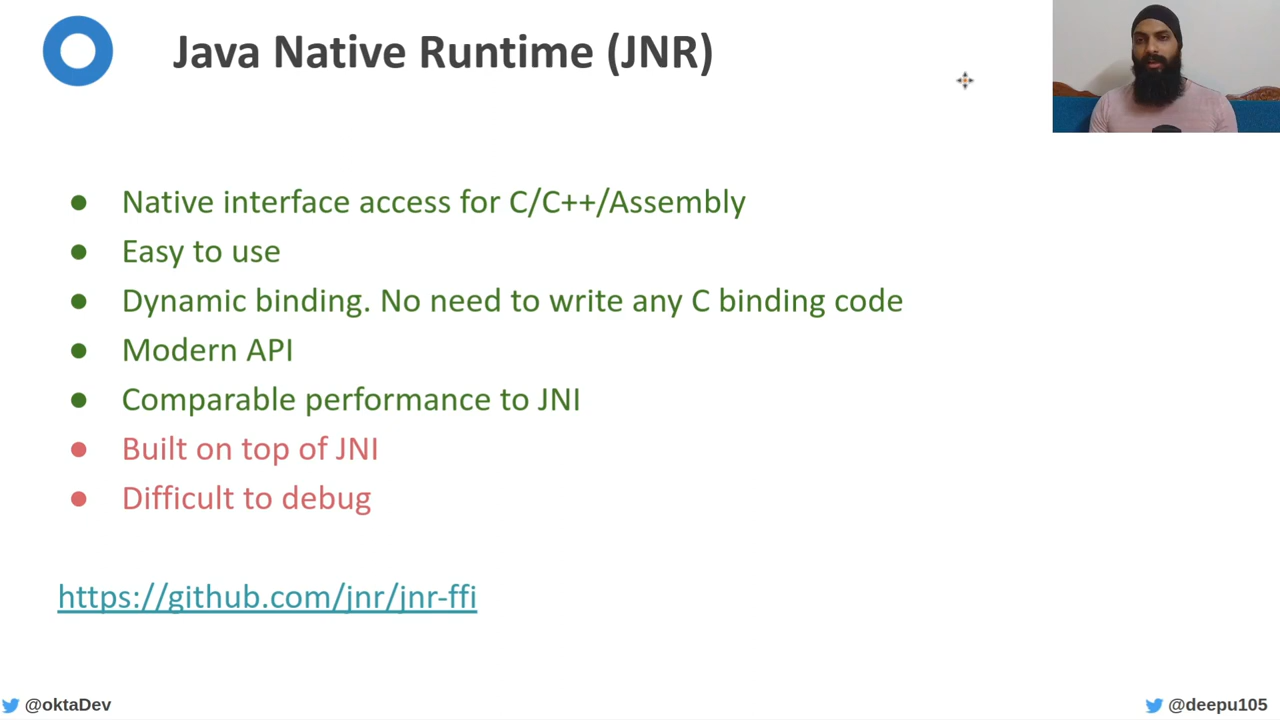 Java Native Runtime (JNR)
● Native interface access for C/C++/Assembly
● Easy to use
● Dynamic binding. No need to write any C binding code
● Modern API
● Comparable performance to JNI
● Built on top of JNI
● Difficult to debug
https://github.com/jnr/jnr-ffi
@oktaDev
@deepu105